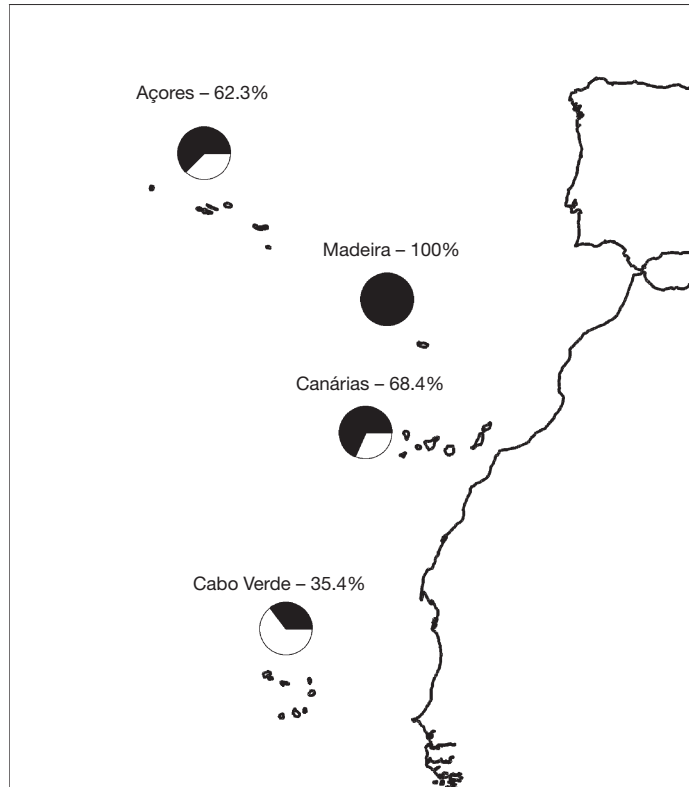 Açores – 62.3%
Madeira – 100%
Canárias – 68.4%
Cabo Verde – 35.4%